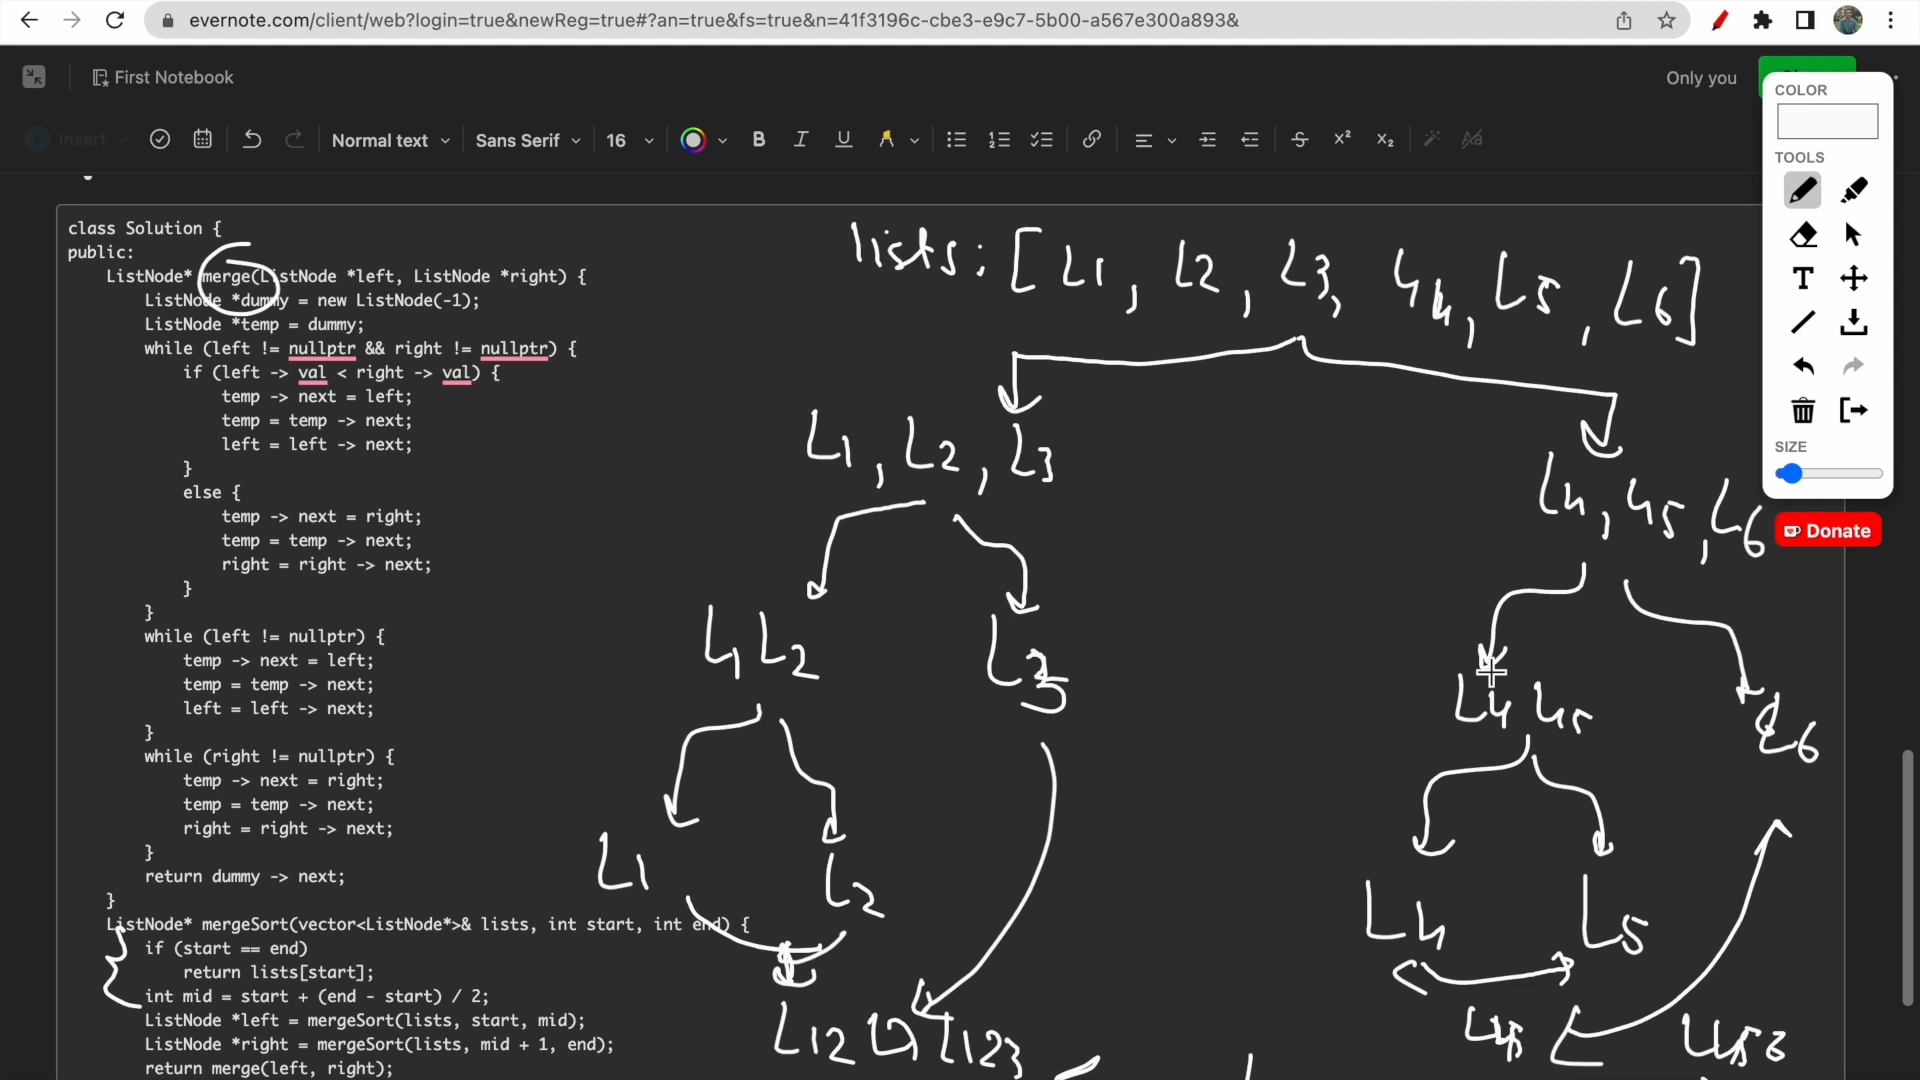 evernote.com/client/web?login=true&newReg=true#?an=true&fs=true&n=41f3196c-cbe3-e9c7-5b00-a567e300a893&
First Notebook
Only you
Insert
Normal text
Sans Serif
16
COLOR
TOOLS
SIZE
Donate
class Solution {
public:
ListNode* merge(ListNode *left, ListNode *right) {
ListNode *dummy = new ListNode(-1);
ListNode *temp = dummy;
while (left != nullptr && right != nullptr) {
if (left -> val < right -> val) {
temp -> next = left;
temp = temp -> next;
left = left -> next;
}
else {
temp -> next = right;
temp = temp -> next;
right = right -> next;
}
}
while (left != nullptr) {
temp -> next = left;
temp = temp -> next;
left = left -> next;
}
while (right != nullptr) {
temp -> next = right;
temp = temp -> next;
right = right -> next;
}
return dummy -> next;
}
ListNode* mergeSort(vector<ListNode*>& lists, int start, int end) {
if (start == end)
return lists[start];
int mid = start + (end - start) / 2;
ListNode *left = mergeSort(lists, start, mid);
ListNode *right = mergeSort(lists, mid + 1, end);
return merge(left, right);
lists: [L1, L2, L3, L4, L5, L6]
L1, L2, L3
L4, L5, L6
L1 L2
L3
L4 L5
L6
L1
L2
L4
L5
L12
L123
L45
L456